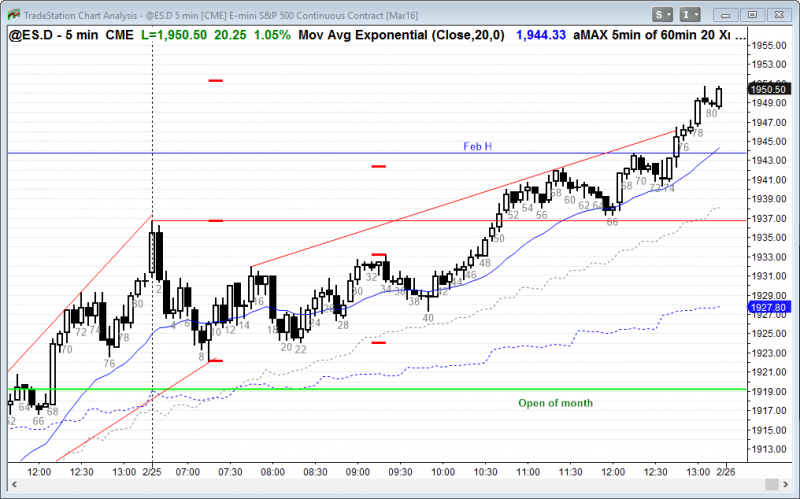 TradeStation Chart Analysis - @ES.D 5 min [CME] E-mini S&P 500 Continuous Contract [Mar16]
S I
@ES.D - 5 min CME L=1,950.50 20.25 1.05% Mov Avg Exponential (Close,20,0) 1,944.33 aMAX 5min of 60min 20 X ...
1955.00
1953.00
1950.50
1949.00
1947.00
1945.00
1943.00
1941.00
1939.00
1937.00
1935.00
1933.00
1931.00
1929.00
1927.80
1927.00
1925.00
1923.00
1921.00
1919.00
1917.00
1915.00
1913.00
Feb H
Open of month
62 66 68 70 72 74 76 78 80
2 4 6 8 10 12 14 16 18 20 22 24 26 28 30 32 34 36 38 40 42 44 46 48 50 52 54 56 58 60 62 64 66 68 70 72 74 76 78 80
12:00 12:30 13:00 2/25 07:00 07:30 08:00 08:30 09:00 09:30 10:00 10:30 11:00 11:30 12:00 12:30 13:00 2/26